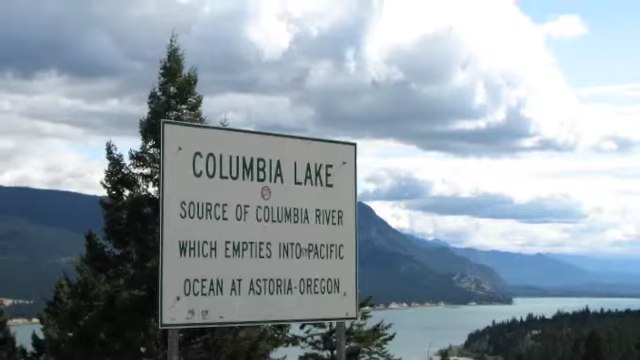 COLUMBIA LAKE
SOURCE OF COLUMBIA RIVER
WHICH EMPTIES INTO PACIFIC
OCEAN AT ASTORIA-OREGON